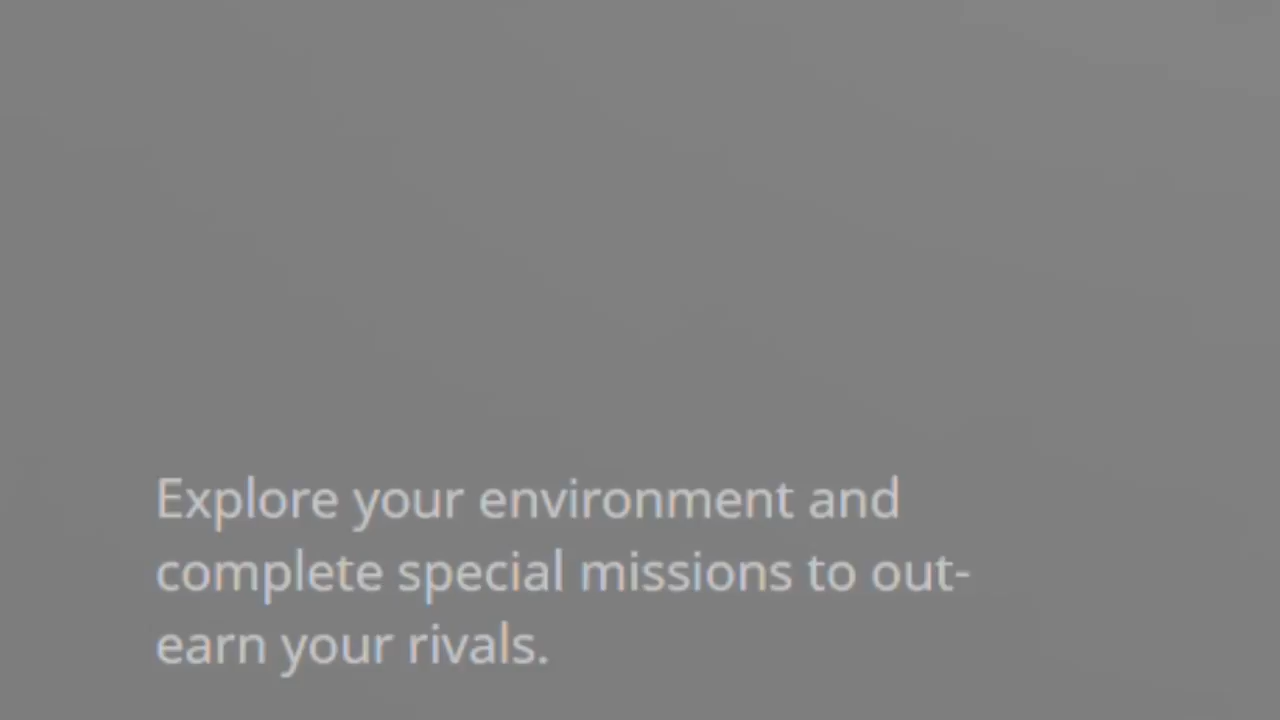 Explore your environment and
complete special missions to out-
earn your rivals.